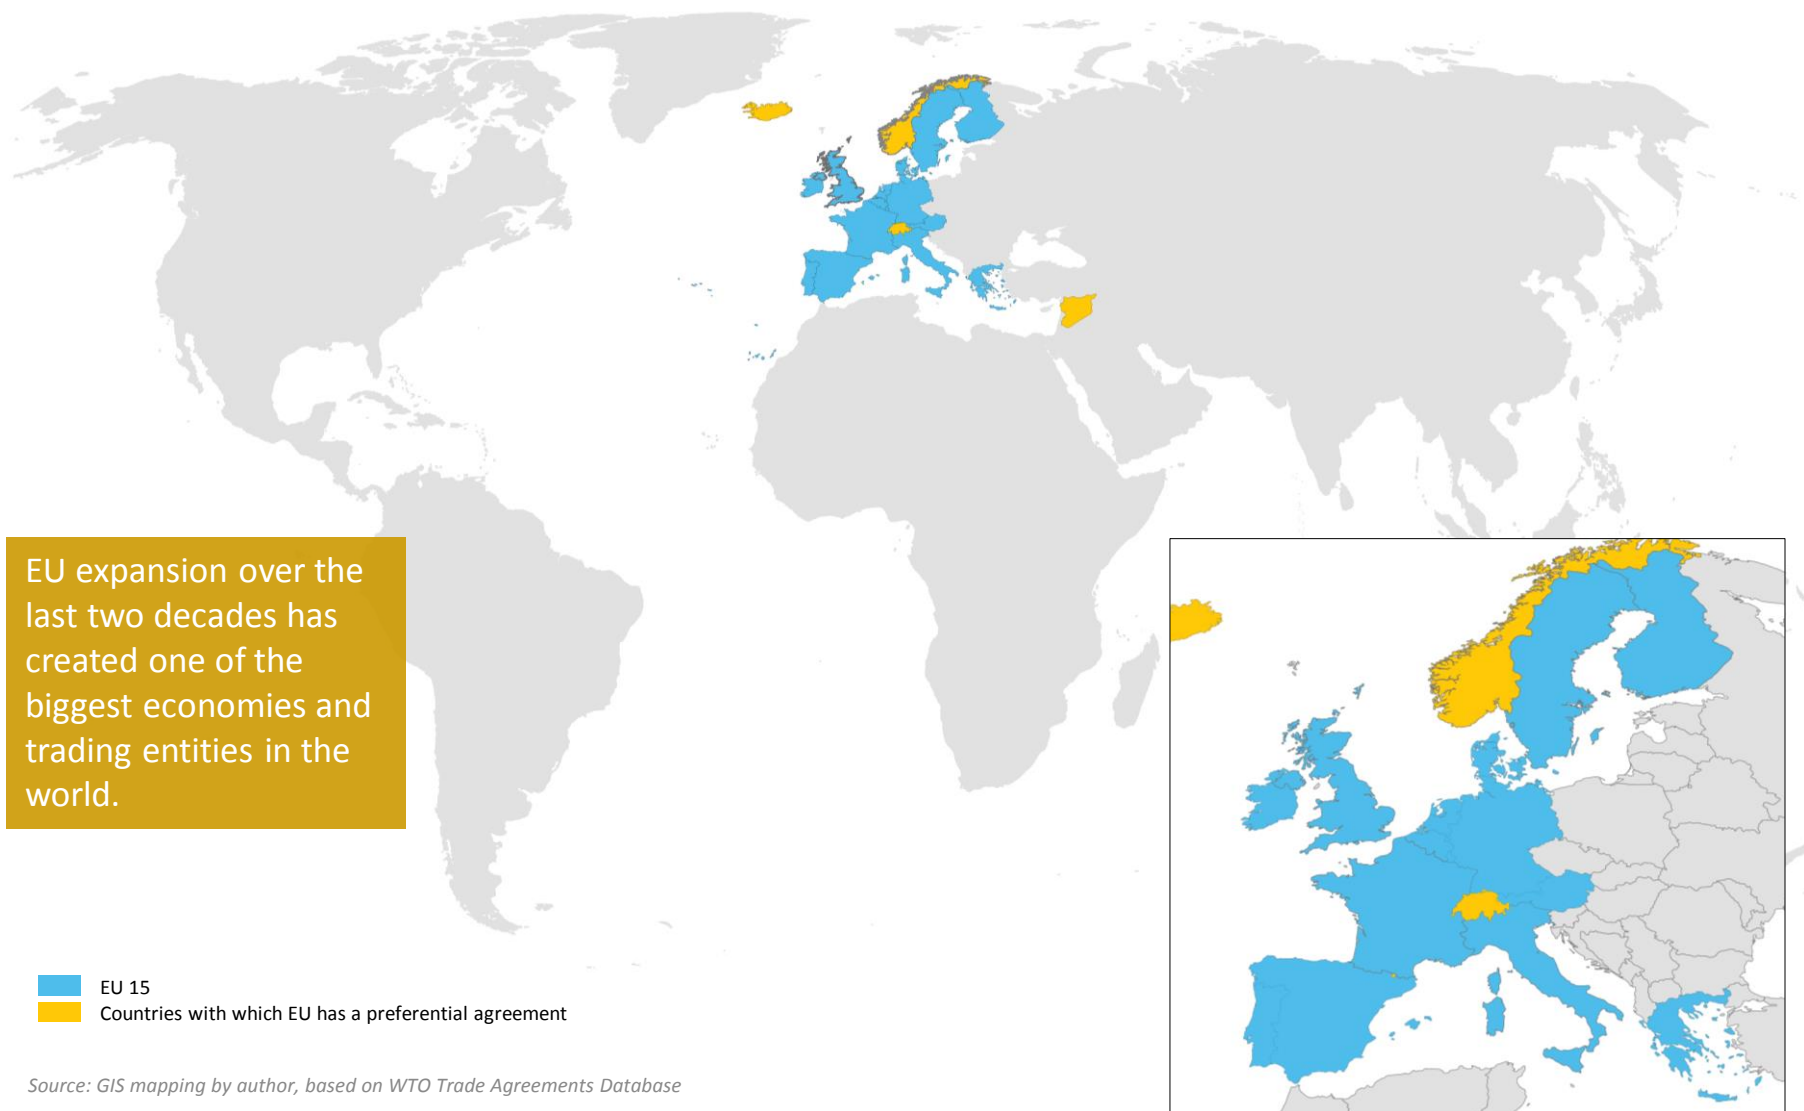 EU expansion over the
last two decades has
created one of the
biggest economies and
trading entities in the
world.
EU 15
Countries with which EU has a preferential agreement
Source: GIS mapping by author, based on WTO Trade Agreements Database